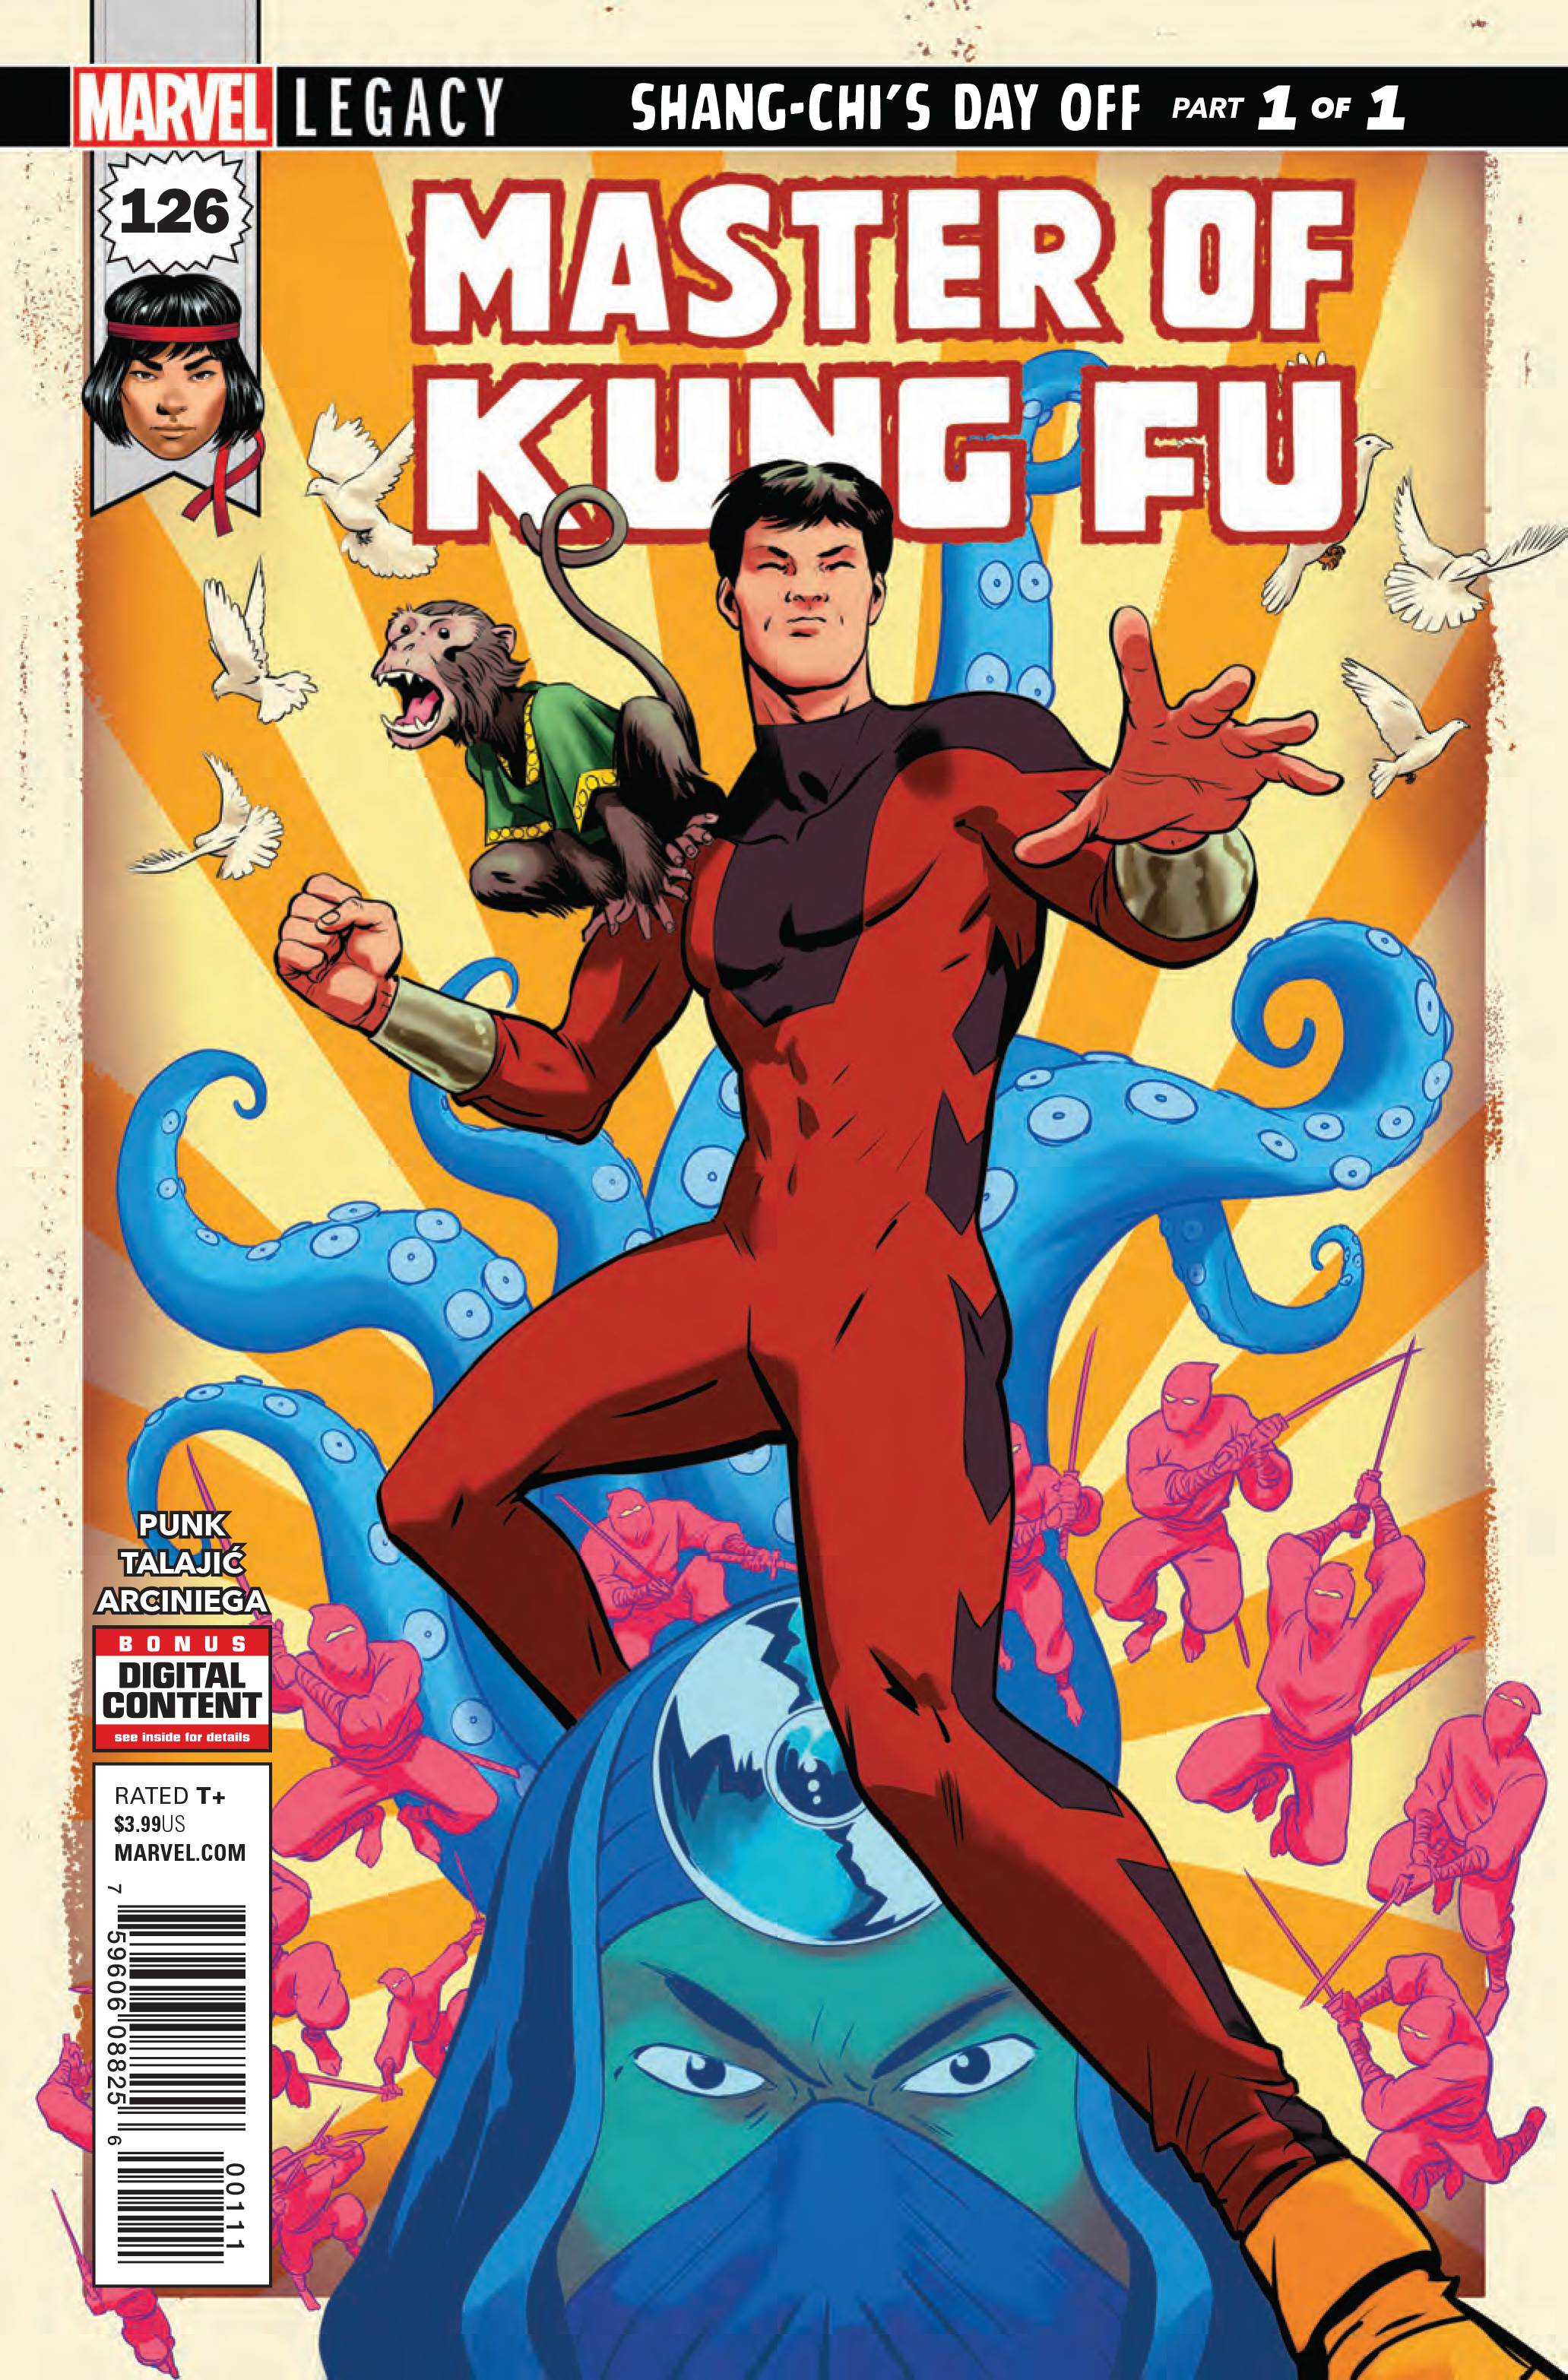 MARVEL LEGACY SHANG-CHI'S DAY OFF PART 1 OF 1
126
MASTER OF
KUNG FU
PUNK
TALAJIĆ
ARCINIEGA
BONUS
DIGITAL
CONTENT
see inside for details
RATED T+
$3.99US
MARVEL.COM
7 59606 08825 6
00111